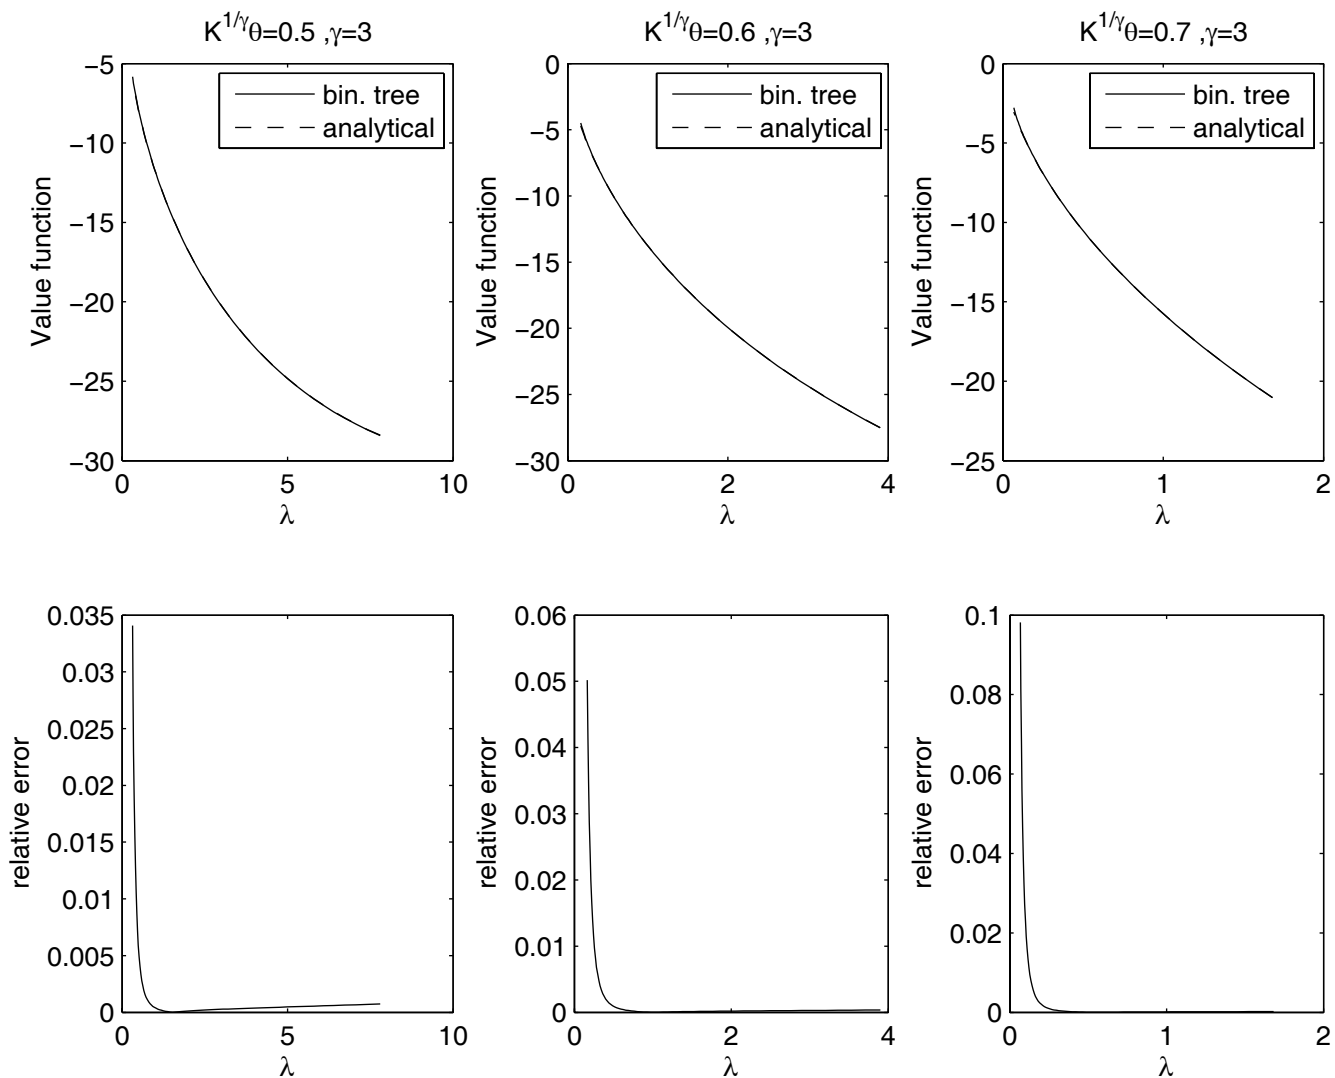 K^1/γθ=0.5 ,γ=3
−5
−10
−15
−20
−25
−30
Value function
0
5
10
λ
bin. tree
analytical
K^1/γθ=0.6 ,γ=3
0
−5
−10
−15
−20
−25
−30
Value function
0
2
4
λ
bin. tree
analytical
K^1/γθ=0.7 ,γ=3
0
−5
−10
−15
−20
−25
Value function
0
1
2
λ
bin. tree
analytical
0.035
0.03
0.025
0.02
0.015
0.01
0.005
0
relative error
0
5
10
λ
0.06
0.05
0.04
0.03
0.02
0.01
0
relative error
0
2
4
λ
0.1
0.08
0.06
0.04
0.02
0
relative error
0
1
2
λ